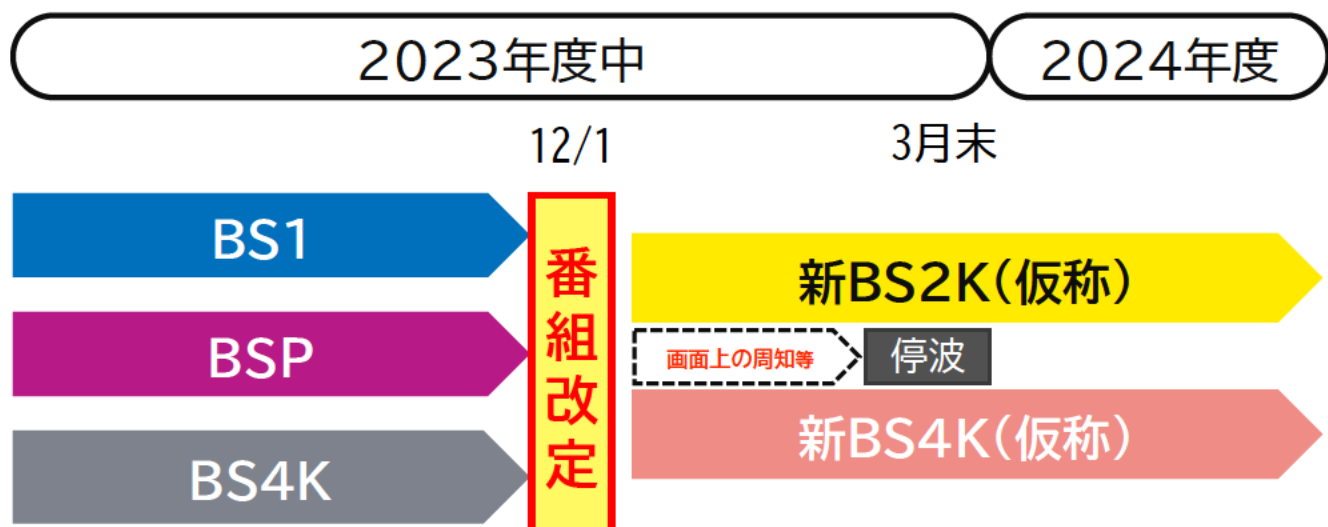 2023年度中
2024年度
12/1
3月末
BS1
BSP
BS4K
番組改定
新BS2K(仮称)
画面上の周知等
停波
新BS4K(仮称)